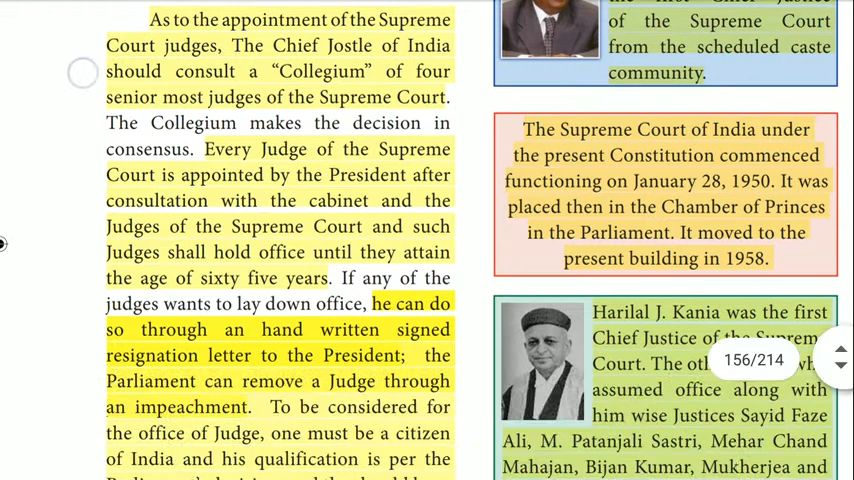 As to the appointment of the Supreme
Court judges, The Chief Jostle of India
should consult a “Collegium” of four
senior most judges of the Supreme Court.
The Collegium makes the decision in
consensus. Every Judge of the Supreme
Court is appointed by the President after
consultation with the cabinet and the
Judges of the Supreme Court and such
Judges shall hold office until they attain
the age of sixty five years. If any of the
judges wants to lay down office, he can do
so through an hand written signed
resignation letter to the President; the
Parliament can remove a Judge through
an impeachment. To be considered for
the office of Judge, one must be a citizen
of India and his qualification is per the
of the Supreme Court
from the scheduled caste
community.
The Supreme Court of India under
the present Constitution commenced
functioning on January 28, 1950. It was
placed then in the Chamber of Princes
in the Parliament. It moved to the
present building in 1958.
Harilal J. Kania was the first
Chief Justice of the
Court. The
assumed office along with
him wise Justices Sayid Faze
Ali, M. Patanjali Sastri, Mehar Chand
Mahajan, Bijan Kumar, Mukherjea and
156/214